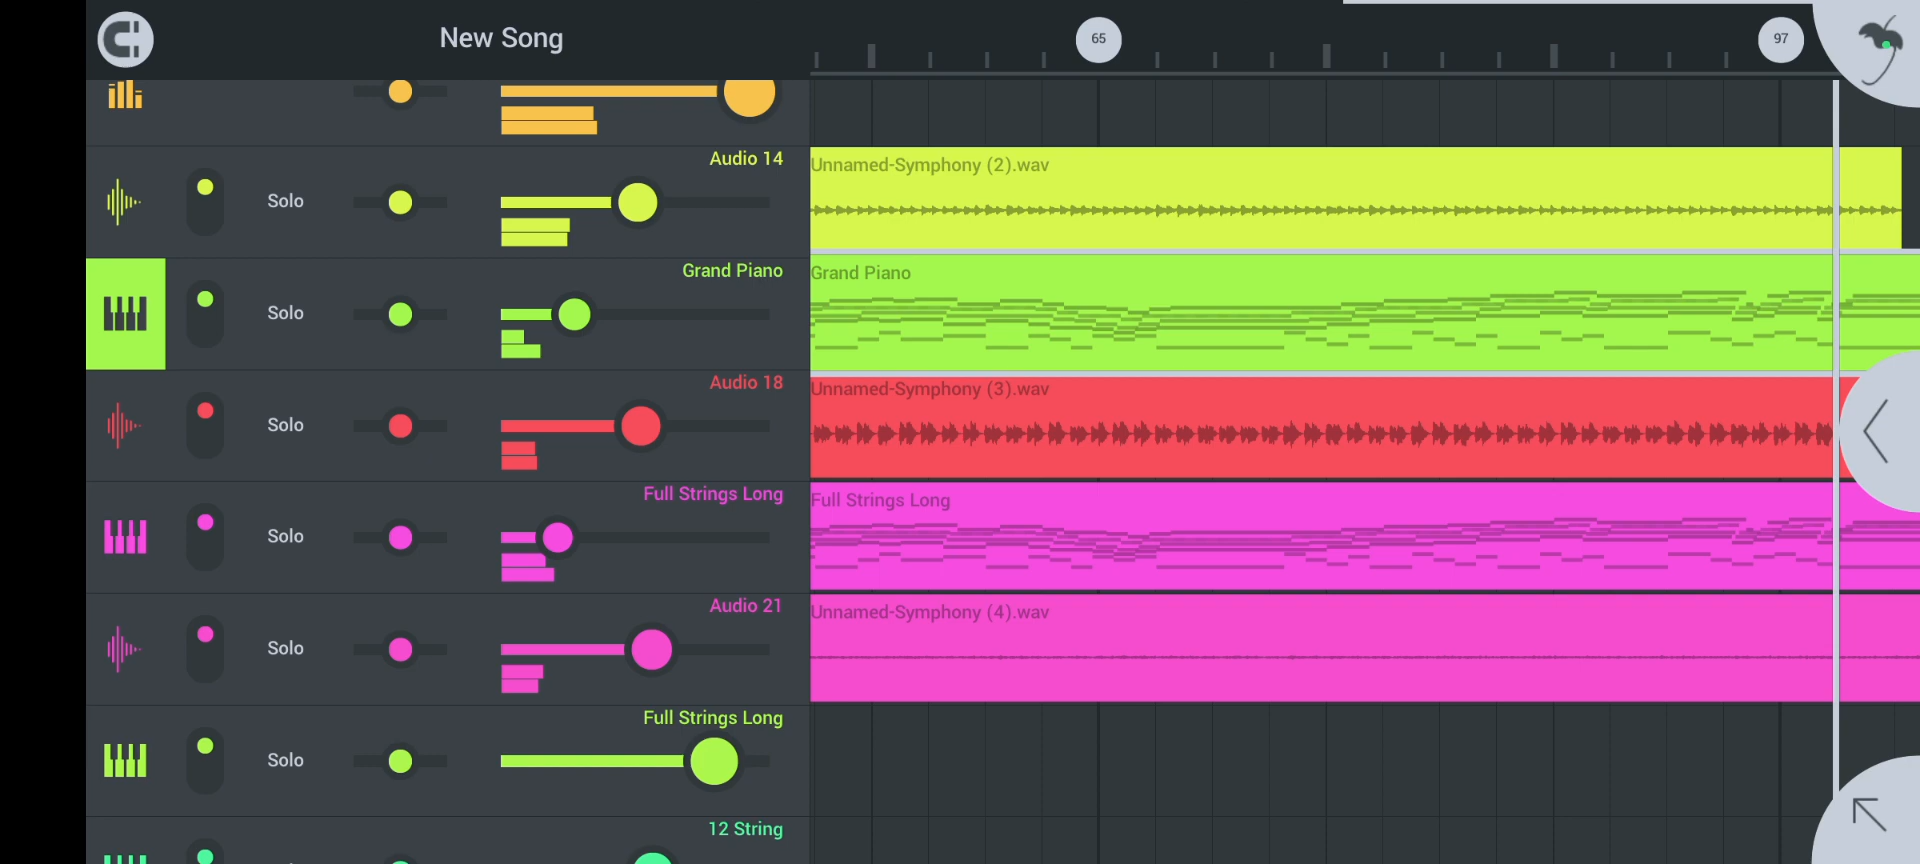 New Song
65
97
Audio 14
Unnamed-Symphony (2).wav
Solo
Grand Piano
Grand Piano
Solo
Audio 18
Unnamed-Symphony (3).wav
Solo
Full Strings Long
Full Strings Long
Solo
Audio 21
Unnamed-Symphony (4).wav
Solo
Full Strings Long
Solo
12 String